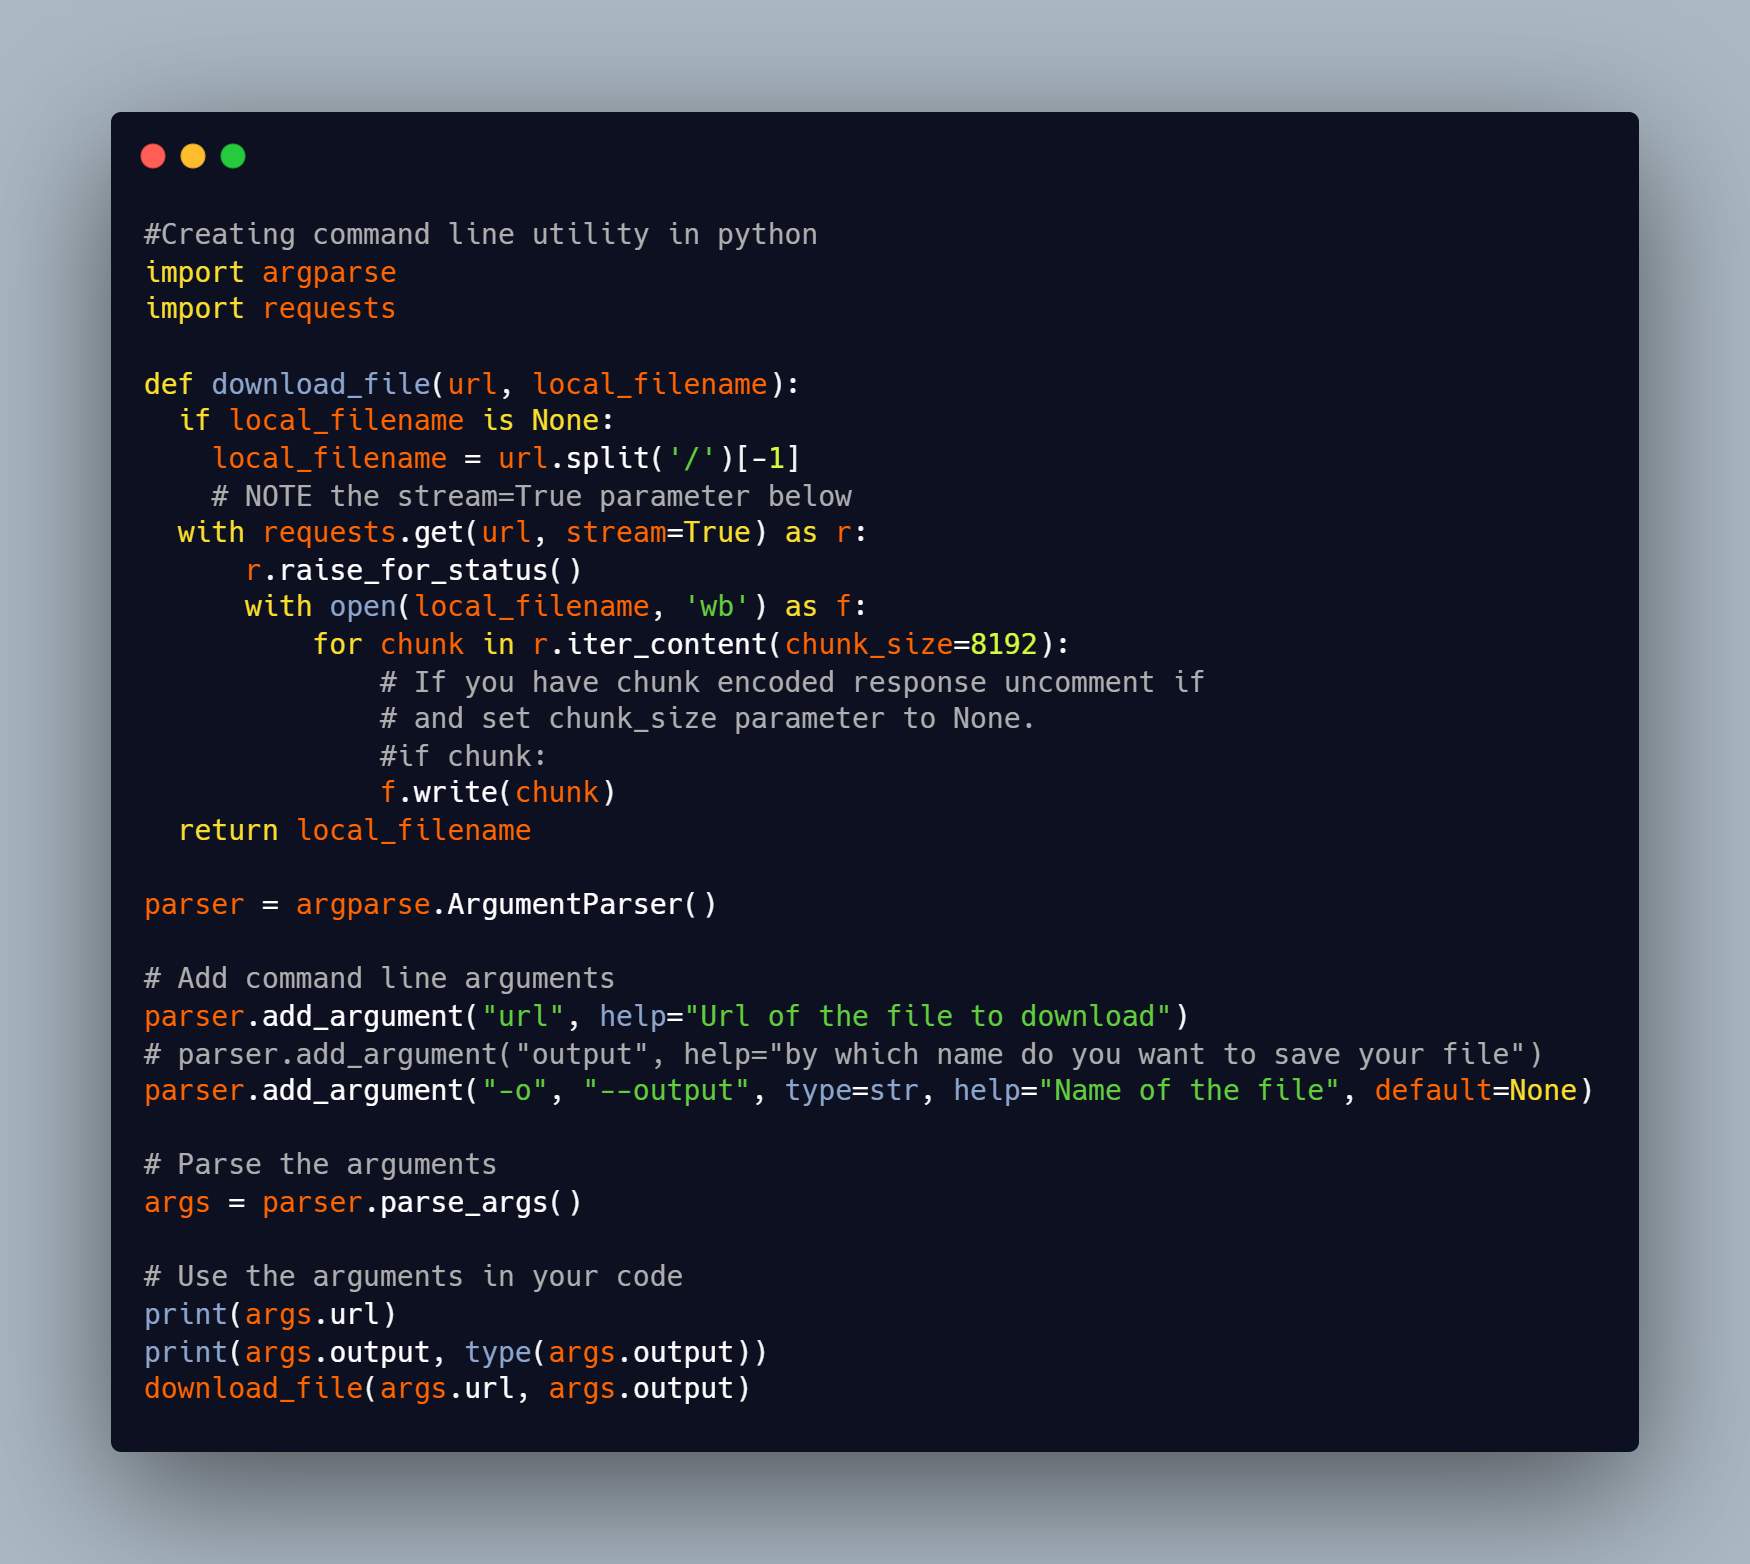 #Creating command line utility in python
import argparse
import requests

def download_file(url, local_filename):
  if local_filename is None:
    local_filename = url.split('/')[-1]
    # NOTE the stream=True parameter below
  with requests.get(url, stream=True) as r:
      r.raise_for_status()
      with open(local_filename, 'wb') as f:
          for chunk in r.iter_content(chunk_size=8192):
              # If you have chunk encoded response uncomment if
              # and set chunk_size parameter to None.
              #if chunk:
              f.write(chunk)
  return local_filename

parser = argparse.ArgumentParser()

# Add command line arguments
parser.add_argument("url", help="Url of the file to download")
# parser.add_argument("output", help="by which name do you want to save your file")
parser.add_argument("-o", "--output", type=str, help="Name of the file", default=None)

# Parse the arguments
args = parser.parse_args()

# Use the arguments in your code
print(args.url)
print(args.output, type(args.output))
download_file(args.url, args.output)